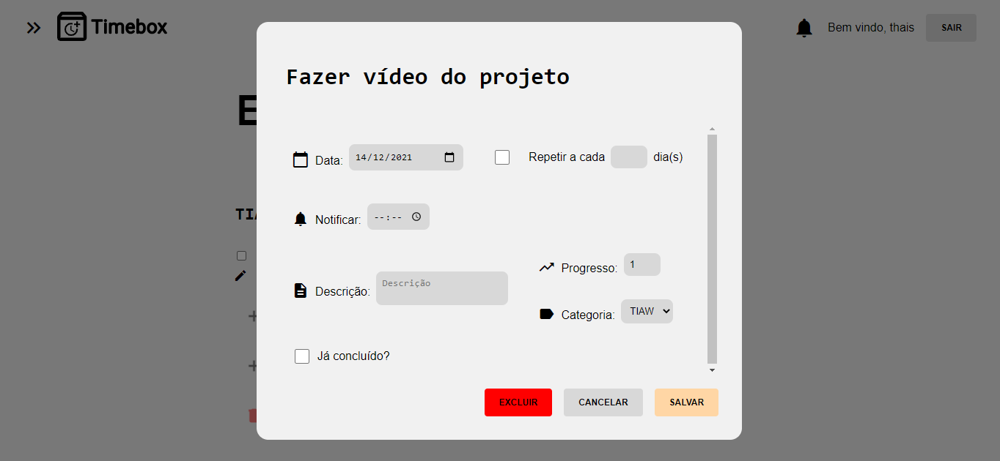 Timebox
Bem vindo, thais
SAIR
Fazer vídeo do projeto
Data: 14/12/2021
Repetir a cada dia(s)
Notificar: --:--
Descrição: Descrição
Progresso: 1
Categoria: TIAW
Já concluído?
EXCLUIR
CANCELAR
SALVAR